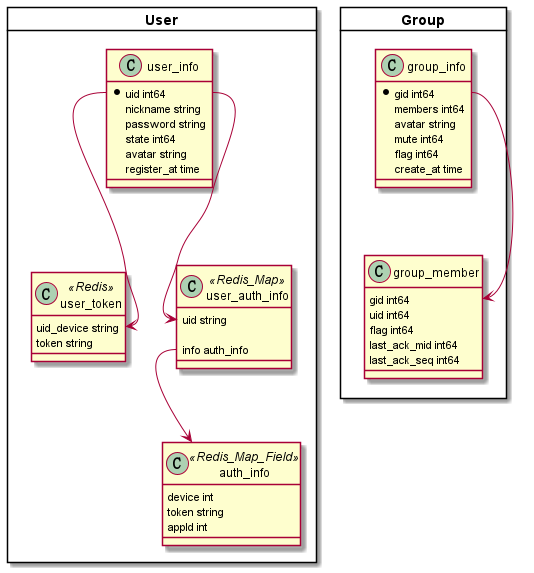 User
C user_info
uid int64
nickname string
password string
state int64
avatar string
register_at time
C «Redis»
user_token
uid_device string
token string
C «Redis_Map»
user_auth_info
uid string
info auth_info
C «Redis_Map_Field»
auth_info
device int
token string
appId int
Group
C group_info
gid int64
members int64
avatar string
mute int64
flag int64
create_at time
C group_member
gid int64
uid int64
flag int64
last_ack_mid int64
last_ack_seq int64